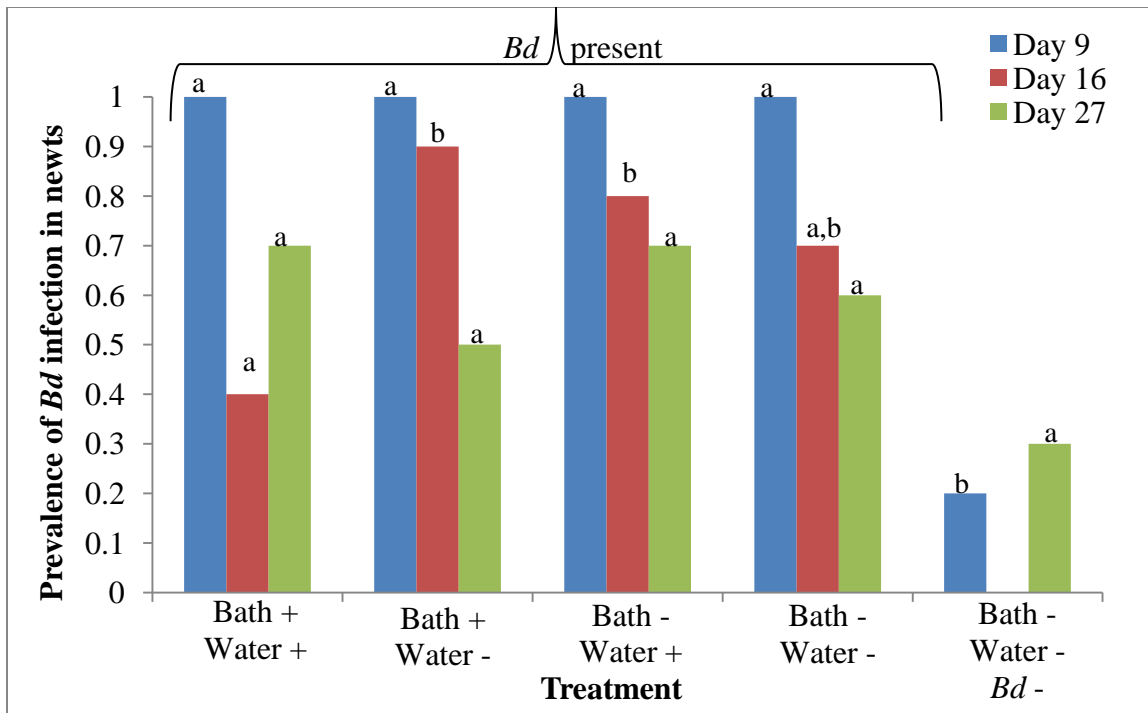 Bd present
Day 9
Day 16
Day 27
Prevalence of Bd infection in newts
1
0.9
0.8
0.7
0.6
0.5
0.4
0.3
0.2
0.1
0
a
a
a
a
b
a
a
b
a
a
a,b
a
b
a
Bath +
Water +
Bath +
Water -
Bath -
Water +
Bath -
Water -
Bath -
Water -
Bd -
Treatment